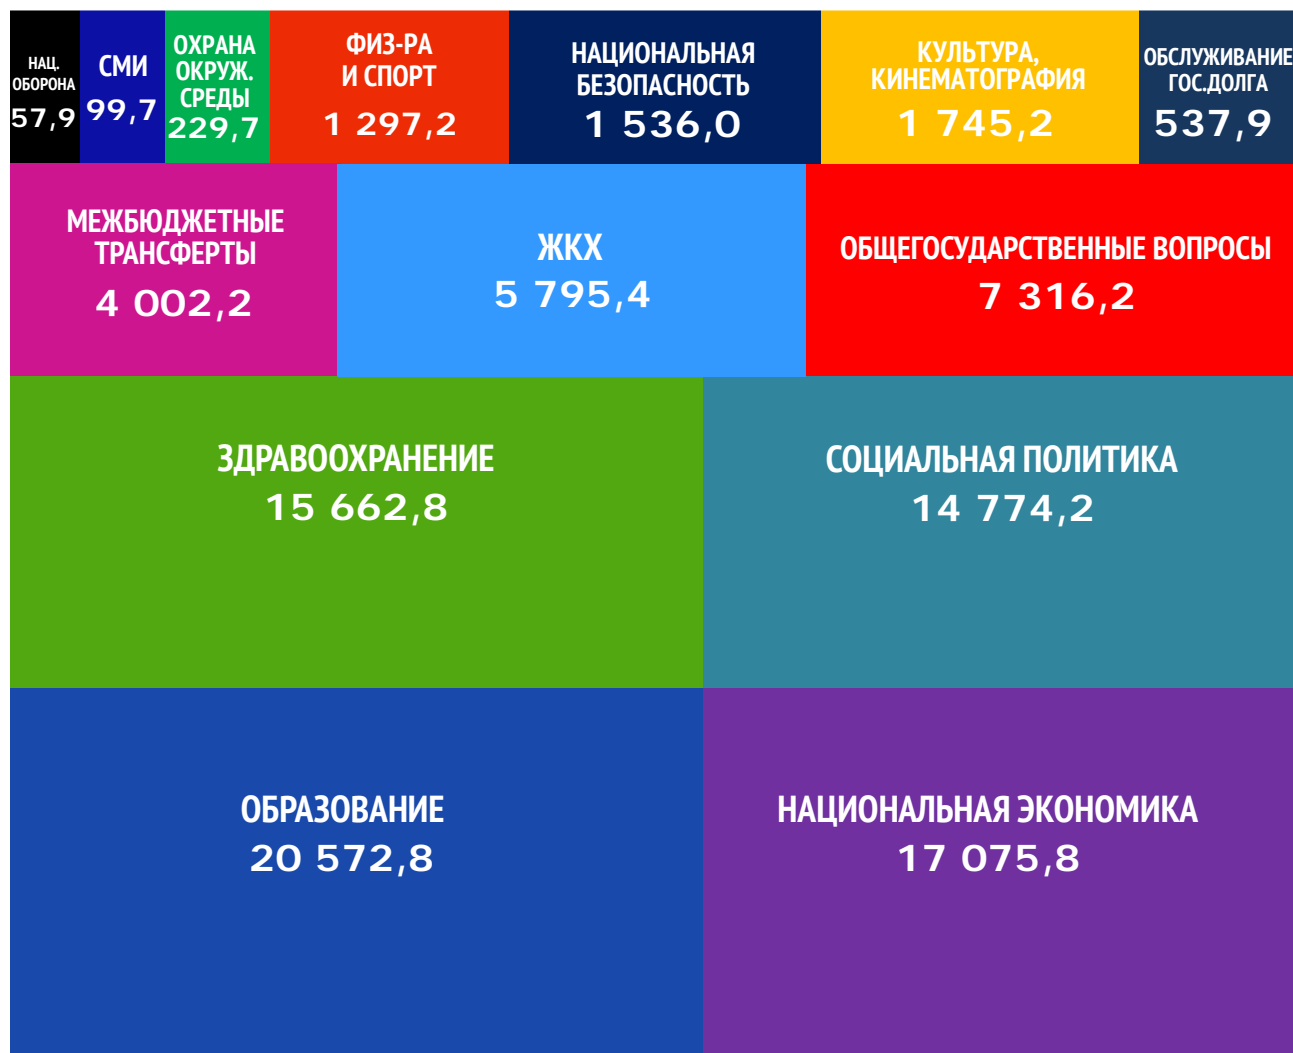 НАЦ.
ОБОРОНА
57,9
СМИ
99,7
ОХРАНА
ОКРУЖ.
СРЕДЫ
229,7
ФИЗ-РА
И СПОРТ
1 297,2
НАЦИОНАЛЬНАЯ
БЕЗОПАСНОСТЬ
1 536,0
КУЛЬТУРА,
КИНЕМАТОГРАФИЯ
1 745,2
ОБСЛУЖИВАНИЕ
ГОС.ДОЛГА
537,9
МЕЖБЮДЖЕТНЫЕ
ТРАНСФЕРТЫ
4 002,2
ЖКХ
5 795,4
ОБЩЕГОСУДАРСТВЕННЫЕ ВОПРОСЫ
7 316,2
ЗДРАВООХРАНЕНИЕ
15 662,8
СОЦИАЛЬНАЯ ПОЛИТИКА
14 774,2
ОБРАЗОВАНИЕ
20 572,8
НАЦИОНАЛЬНАЯ ЭКОНОМИКА
17 075,8